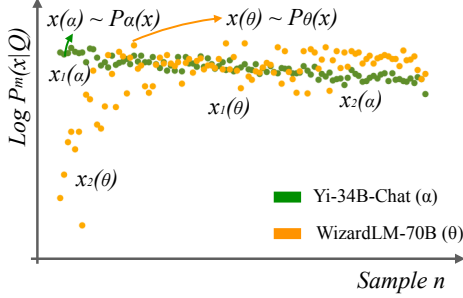 x(α) ~ Pα(x)
x(θ) ~ Pθ(x)
Log Pm(x|Q)
x1(α)
x2(α)
x1(θ)
x2(θ)
Yi-34B-Chat (α)
WizardLM-70B (θ)
Sample n